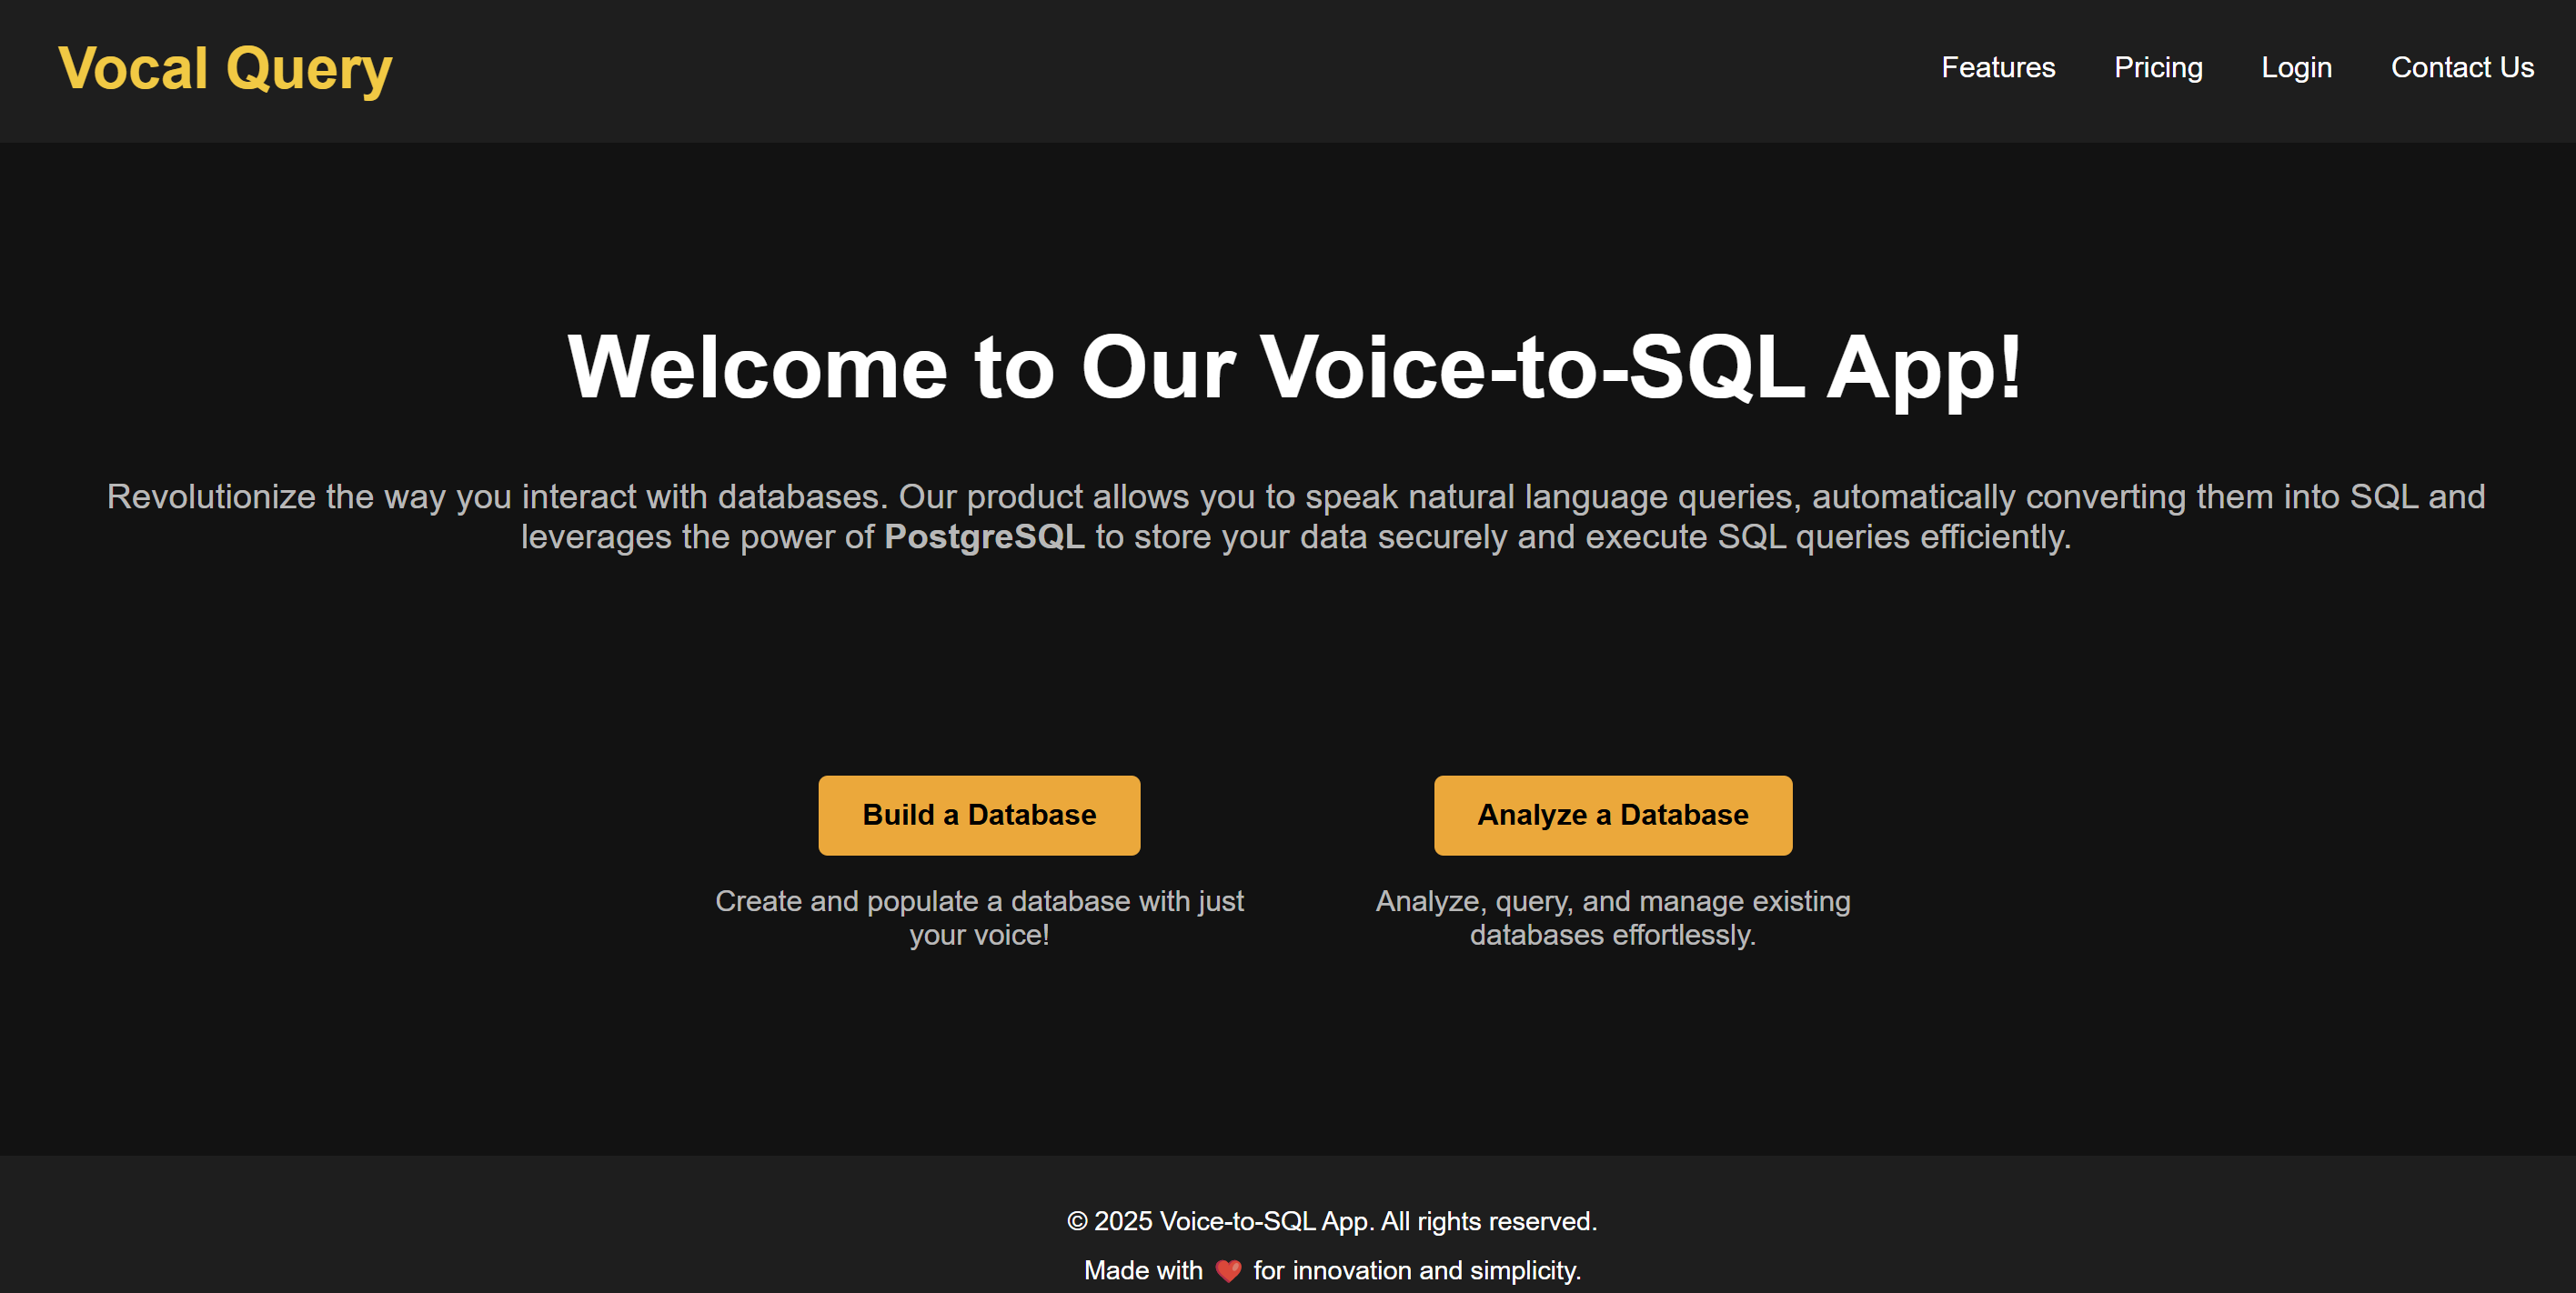 Vocal Query
Features Pricing Login Contact Us
Welcome to Our Voice-to-SQL App!
Revolutionize the way you interact with databases. Our product allows you to speak natural language queries, automatically converting them into SQL and
leverages the power of PostgreSQL to store your data securely and execute SQL queries efficiently.
Build a Database
Create and populate a database with just
your voice!
Analyze a Database
Analyze, query, and manage existing
databases effortlessly.
© 2025 Voice-to-SQL App. All rights reserved.
Made with ❤️ for innovation and simplicity.